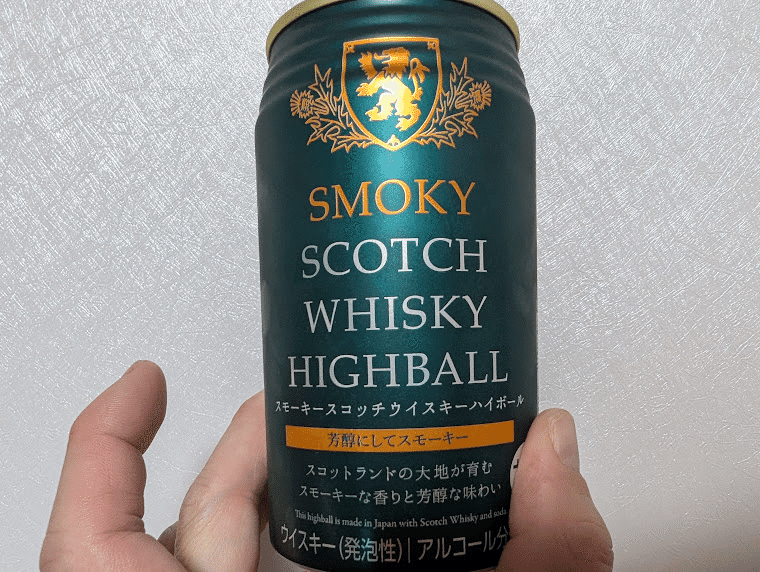 SMOKY
SCOTCH
WHISKY
HIGHBALL
スモーキースコッチウイスキーハイボール
芳醇にしてスモーキー
スコットランドの大地が育む
スモーキーな香りと芳醇な味わい
This highball is made in Japan with Scotch Whisky and soda.
ウイスキー(発泡性)|アルコール分